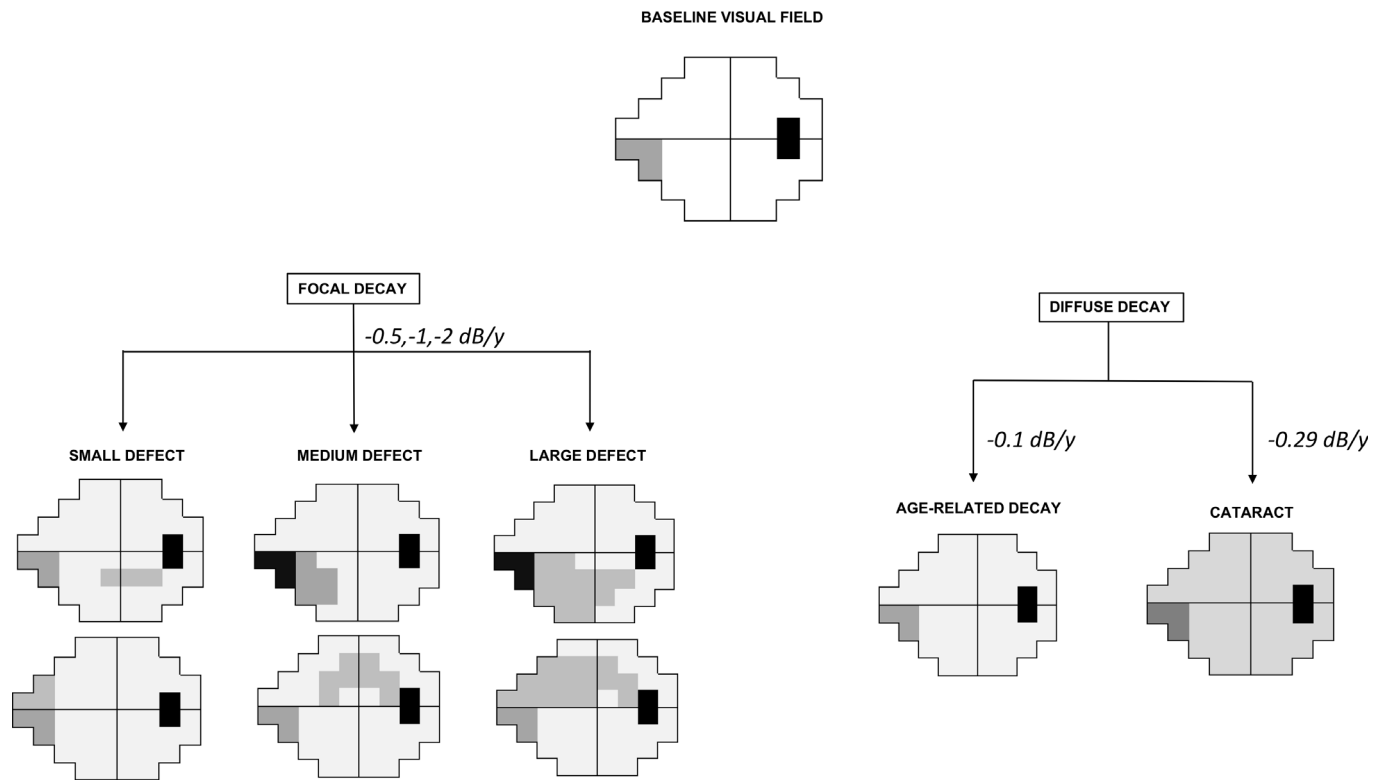 BASELINE VISUAL FIELD
FOCAL DECAY
-0.5,-1,-2 dB/y
SMALL DEFECT
MEDIUM DEFECT
LARGE DEFECT
DIFFUSE DECAY
-0.1 dB/y
-0.29 dB/y
AGE-RELATED DECAY
CATARACT